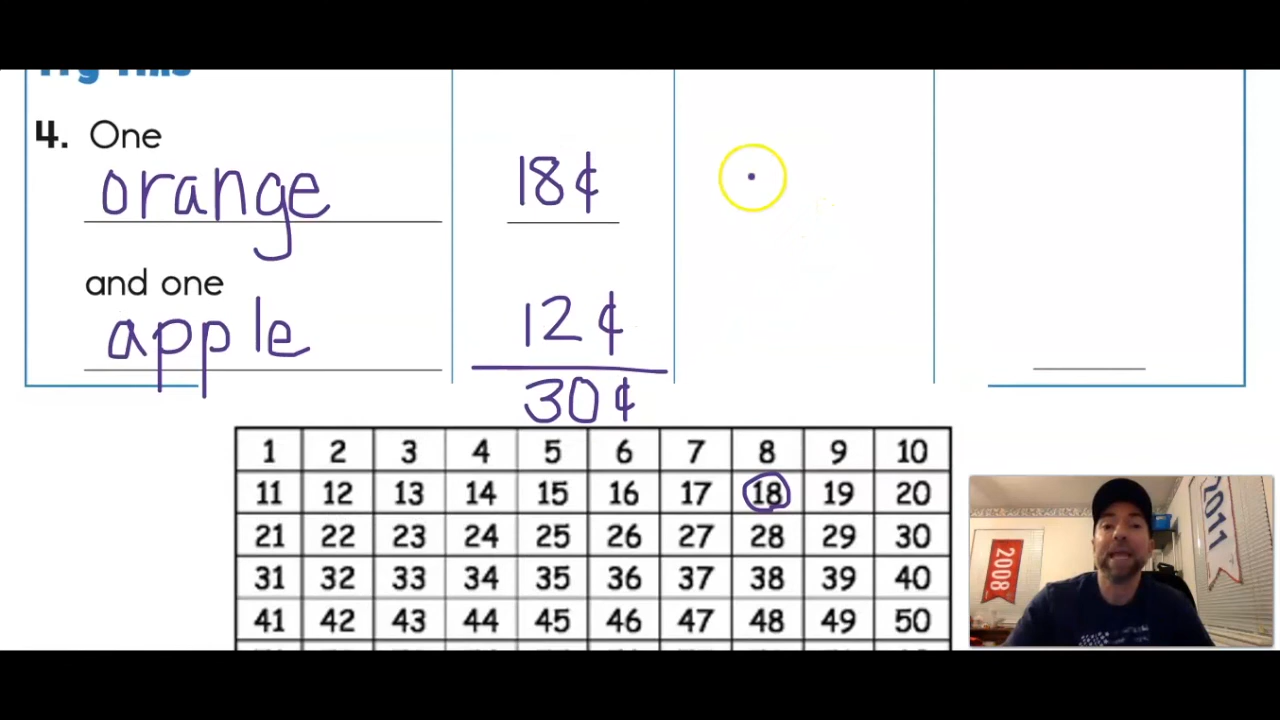 Try This
4. One
orange
18¢
and one
apple
12¢
30¢
1 2 3 4 5 6 7 8 9 10
11 12 13 14 15 16 17 18 19 20
21 22 23 24 25 26 27 28 29 30
31 32 33 34 35 36 37 38 39 40
41 42 43 44 45 46 47 48 49 50
2008
2011